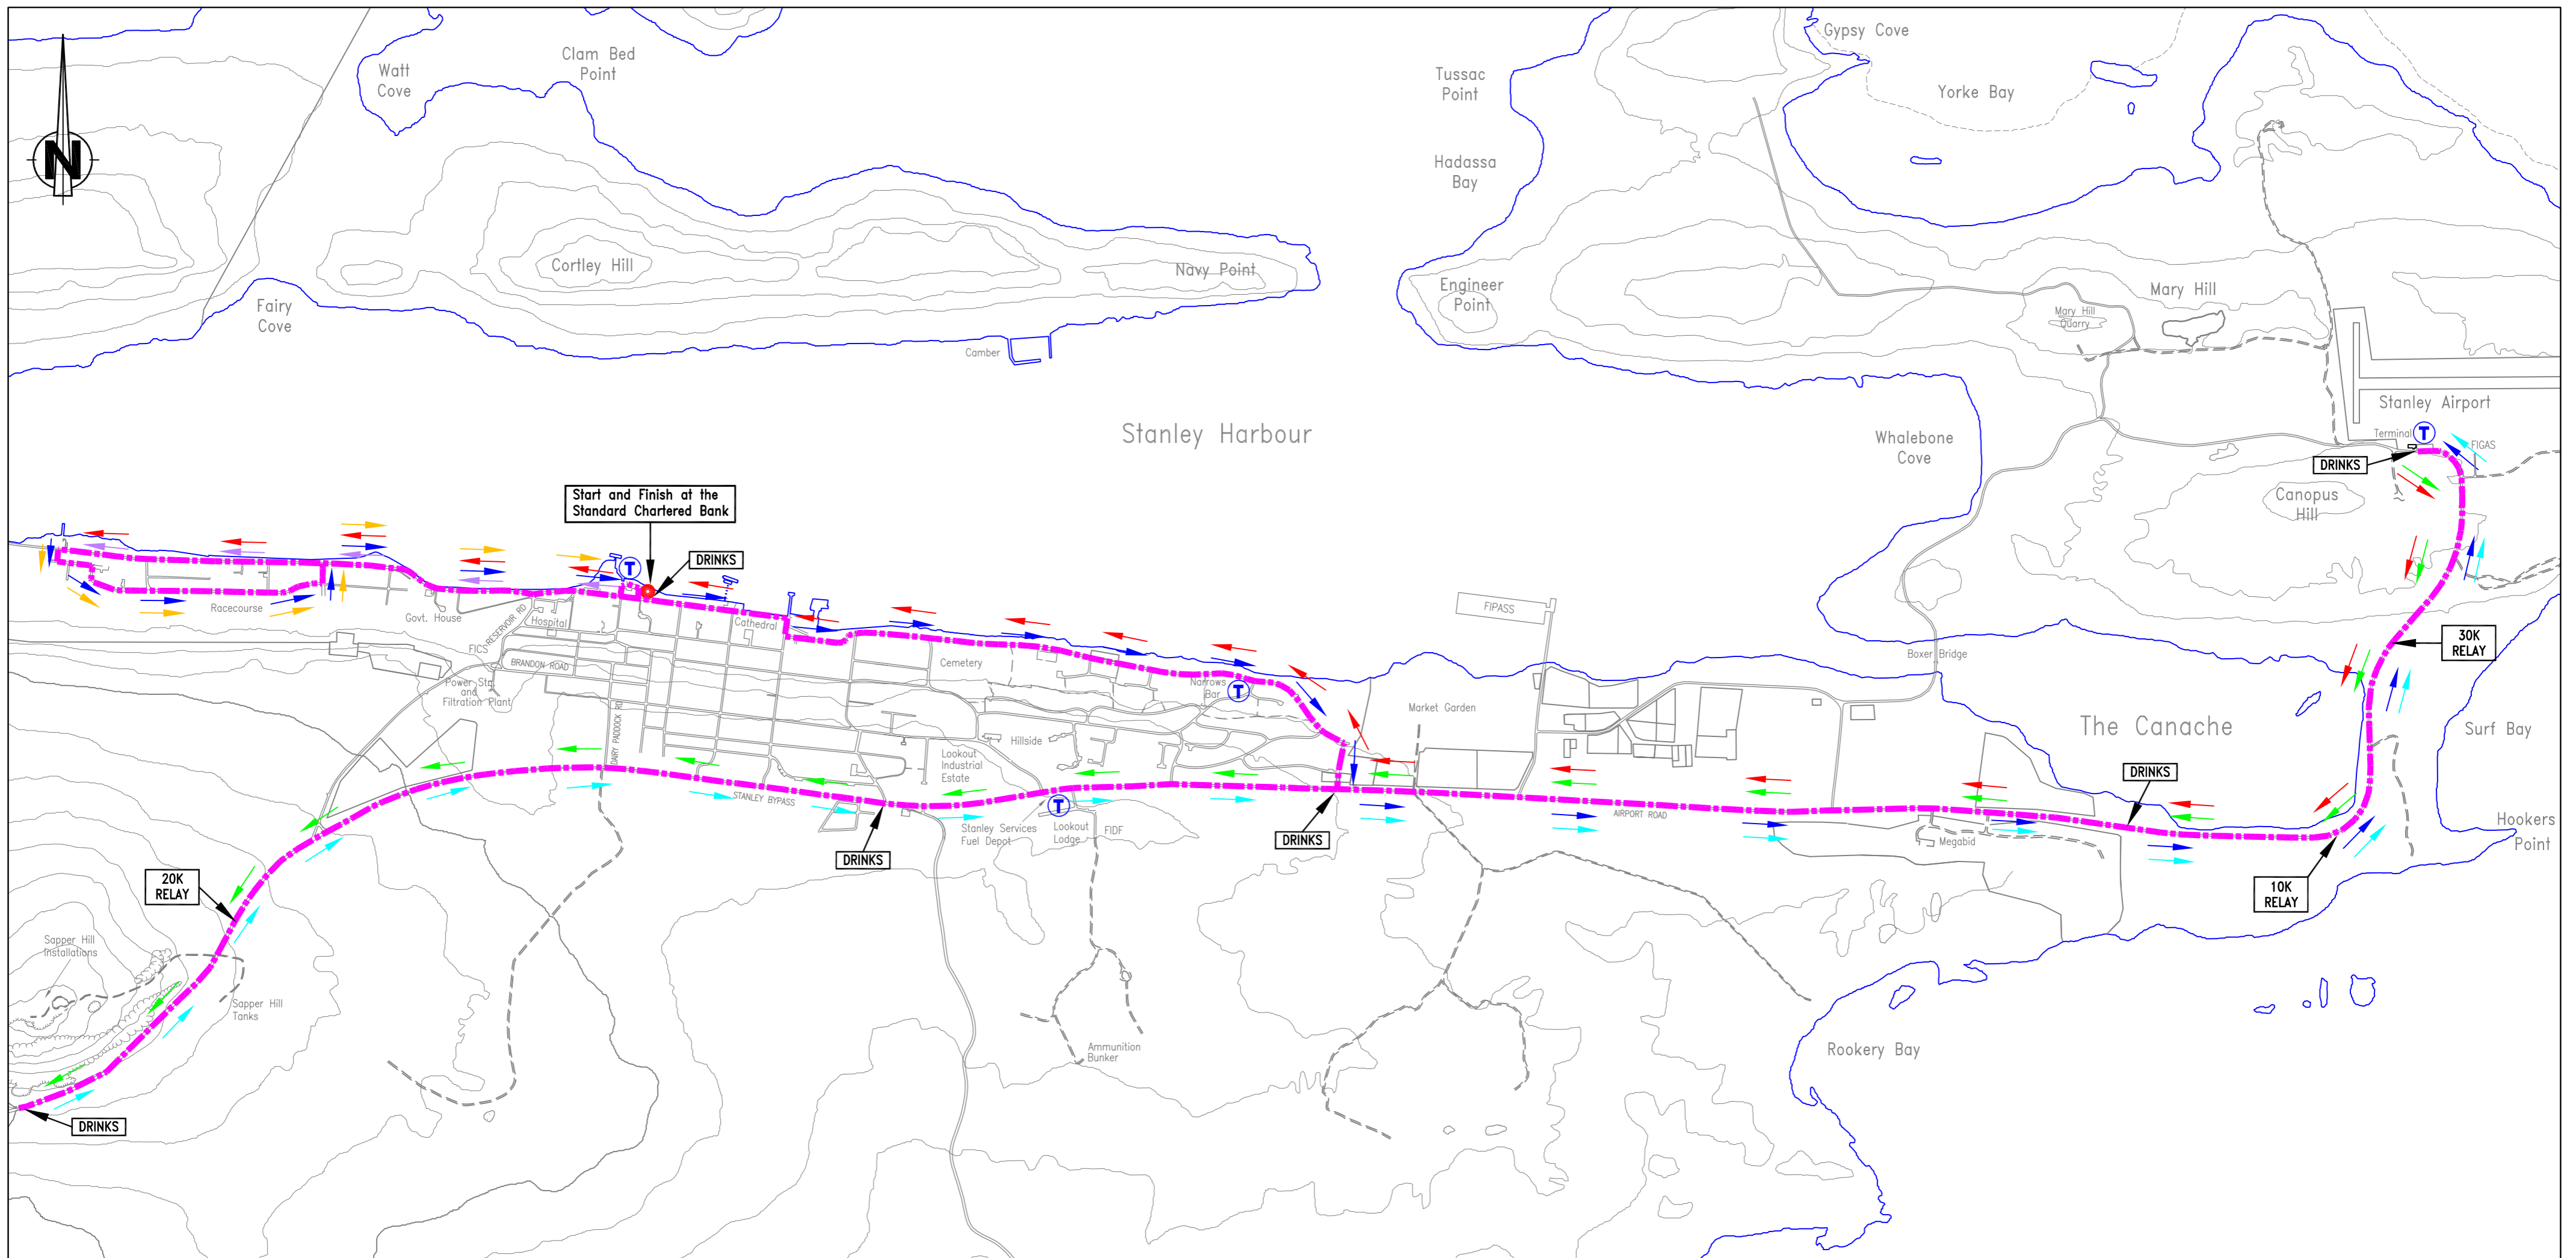 Gypsy Cove
Clam Bed
Point
Watt
Cove
Tussac
Point
Yorke Bay
Hadassa
Bay
N
Cortley Hill
Navy Point
Engineer
Point
Mary Hill
Fairy
Cove
Mary Hill
Quarry
Camber
Stanley Airport
Stanley Harbour
Whalebone
Cove
Terminal
T
FIGAS
DRINKS
Canopus
Hill
Start and Finish at the
Standard Chartered Bank
DRINKS
T
Racecourse
Govt. House
RESERVOIR RD
Hospital
Cathedral
FIPASS
30K
RELAY
FICS
BRANDON ROAD
Cemetery
Boxer Bridge
Power Stn.
and
Filtration Plant
Narrows
Bar
T
Market Garden
DAIRY PADDOCK RD
Hillside
The Canache
Surf Bay
Lookout
Industrial
Estate
DRINKS
STANLEY BYPASS
T
AIRPORT ROAD
Stanley Services
Fuel Depot
Lookout
Lodge
FIDF
DRINKS
Megabid
Hookers
Point
DRINKS
20K
RELAY
10K
RELAY
Sapper Hill
Installations
Sapper Hill
Tanks
Ammunition
Bunker
Rookery Bay
DRINKS